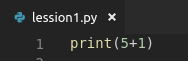 lession1.py ×
1 print(5+1)